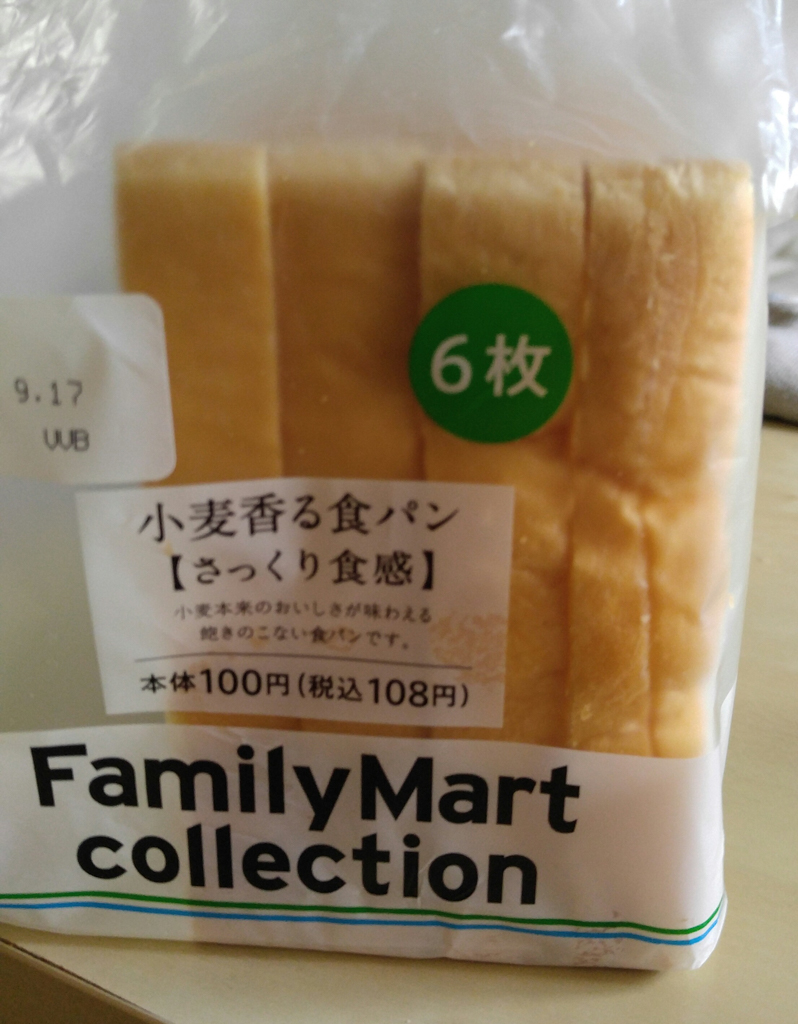 6枚
9.17
VVB
小麦香る食パン
【さっくり食感】
小麦本来のおいしさが味わえる
飽きのこない食パンです。
本体100円(税込108円)
FamilyMart
collection